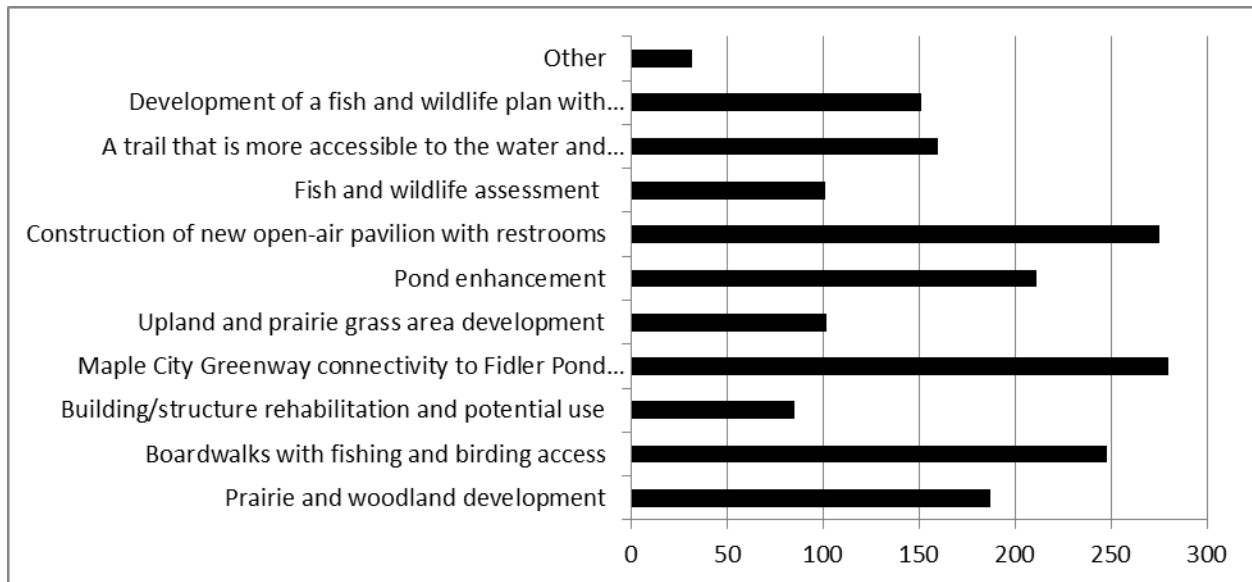 Other
Development of a fish and wildlife plan with...
A trail that is more accessible to the water and...
Fish and wildlife assessment
Construction of new open-air pavilion with restrooms
Pond enhancement
Upland and prairie grass area development
Maple City Greenway connectivity to Fidler Pond...
Building/structure rehabilitation and potential use
Boardwalks with fishing and birding access
Prairie and woodland development
0 50 100 150 200 250 300